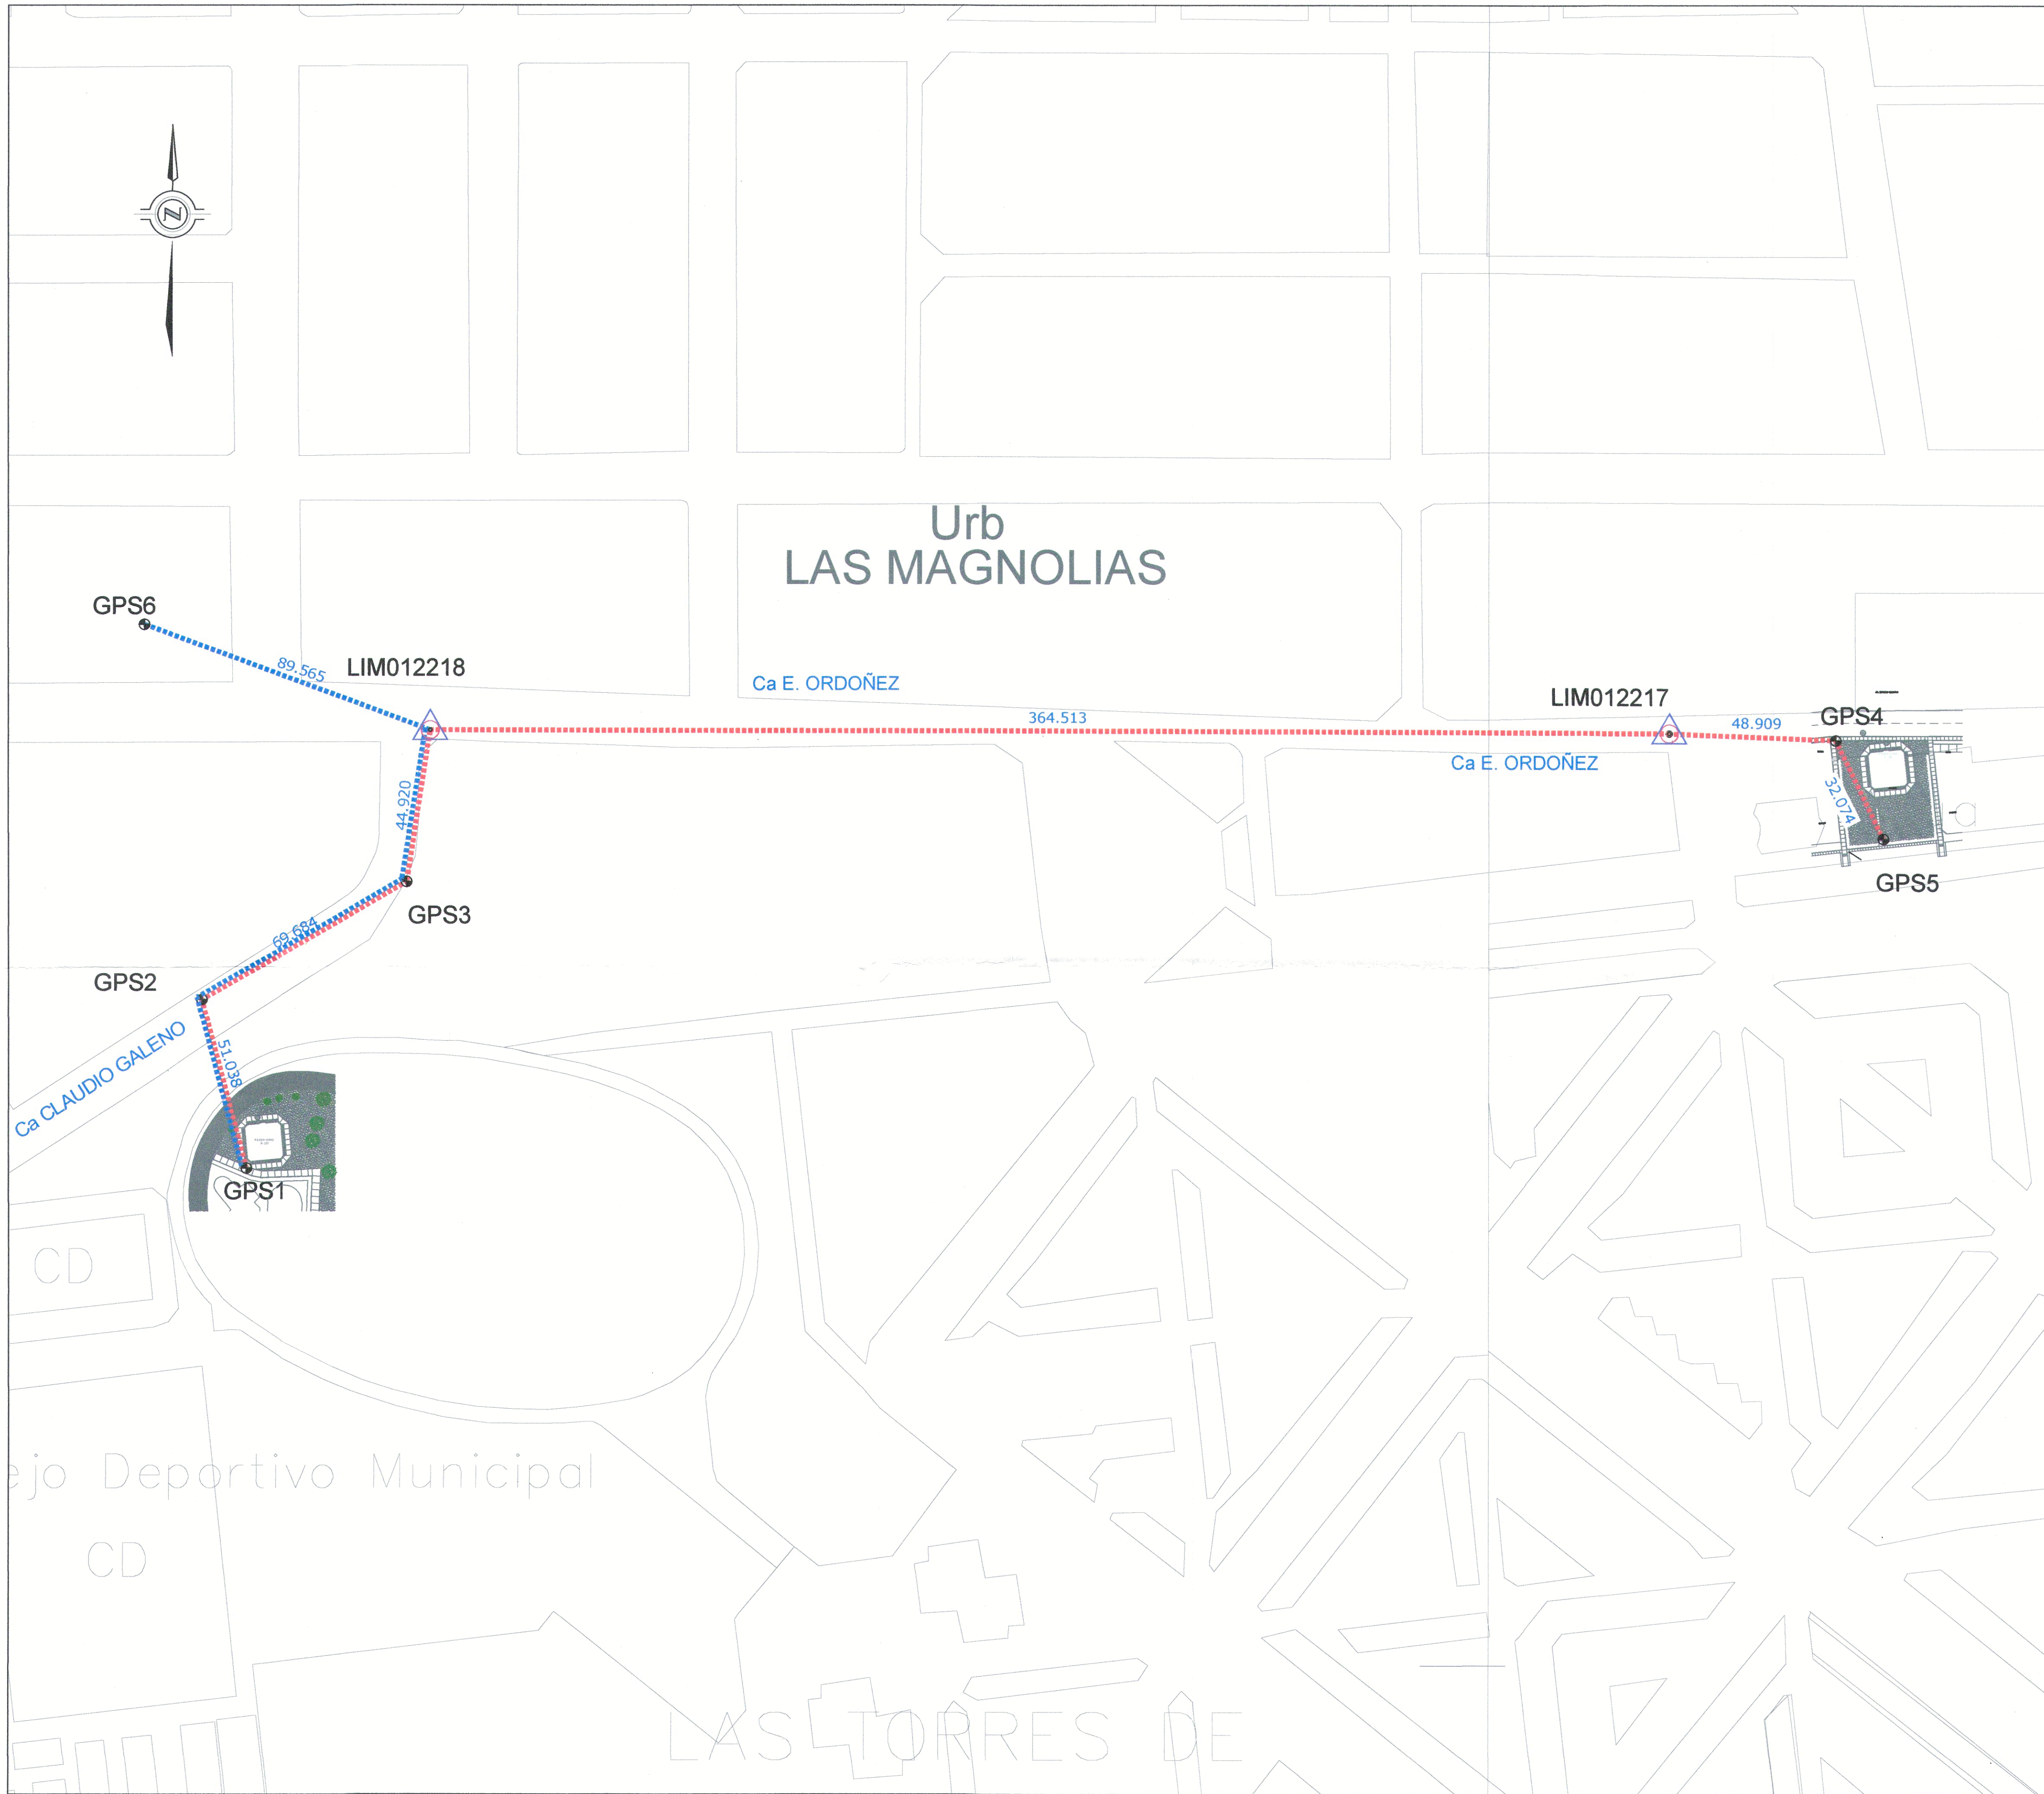 N
Urb
LAS MAGNOLIAS
GPS6
89.565
LIM012218
Ca E. ORDOÑEZ
LIM012217
364.513
48.909
GPS4
Ca E. ORDOÑEZ
44.920
32.074
GPS5
GPS3
69.684
GPS2
Ca CLAUDIO GALENO
51.038
GPS1
CD
ejo Deportivo Municipal
CD
LAS TORRES DE